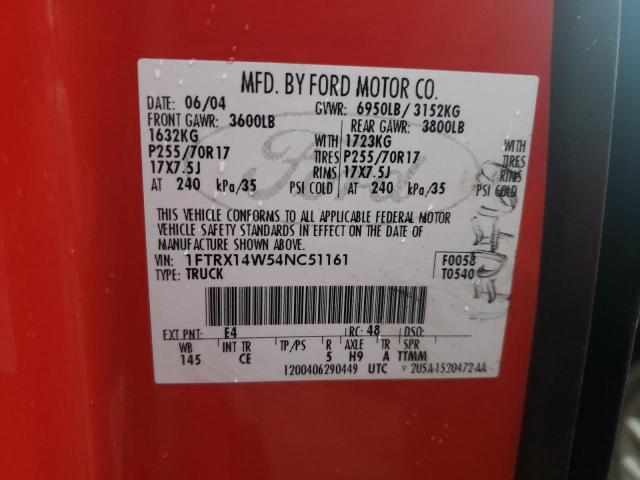 MFD. BY FORD MOTOR CO.
DATE: 06/04 GVWR: 6950LB/ 3152KG
FRONT GAWR: 3600LB REAR GAWR: 3800LB
1632KG WITH 1723KG WITH
P255/70R17 TIRES P255/70R17 TIRES
17X7.5J RIMS 17X7.5J RIMS
AT 240 kPa/35 PSI COLD AT 240 kPa/35 PSI COLD
Ford
THIS VEHICLE CONFORMS TO ALL APPLICABLE FEDERAL MOTOR
VEHICLE SAFETY STANDARDS IN EFFECT ON THE DATE OF
MANUFACTURE SHOWN ABOVE.
VIN: 1FTRX14W54NC51161 F0058
TYPE: TRUCK T0540
EXT PNT: E4 RC: 48 DSO:
WB INT TR TP/PS R AXLE TR SPR
145 CE 5 H9 A TTMM
1200406290449 UTC 2U5A-1520472-AA